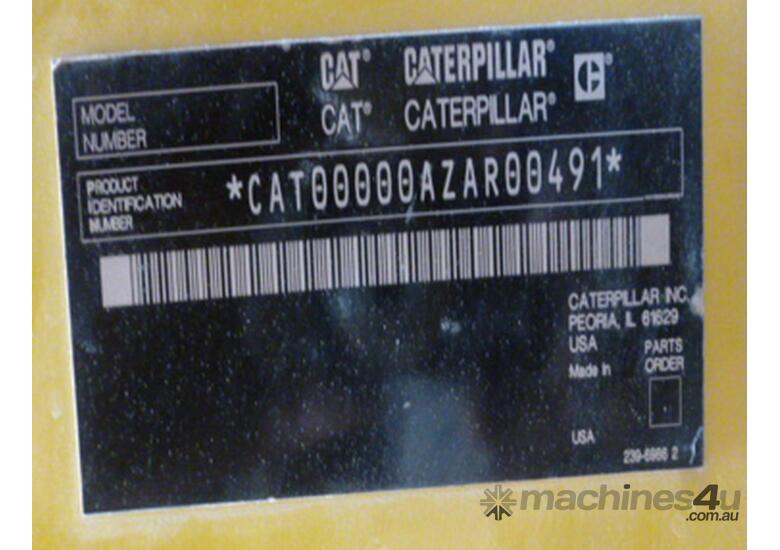 CAT® CATERPILLAR®
CAT® CATERPILLAR®
MODEL
NUMBER
PRODUCT
IDENTIFICATION
NUMBER
*CAT00000AZAR00491*
CATERPILLAR INC.
PEORIA, IL 61629
USA
PARTS
ORDER
Made in
USA
239-6966 2
machines4u
.com.au